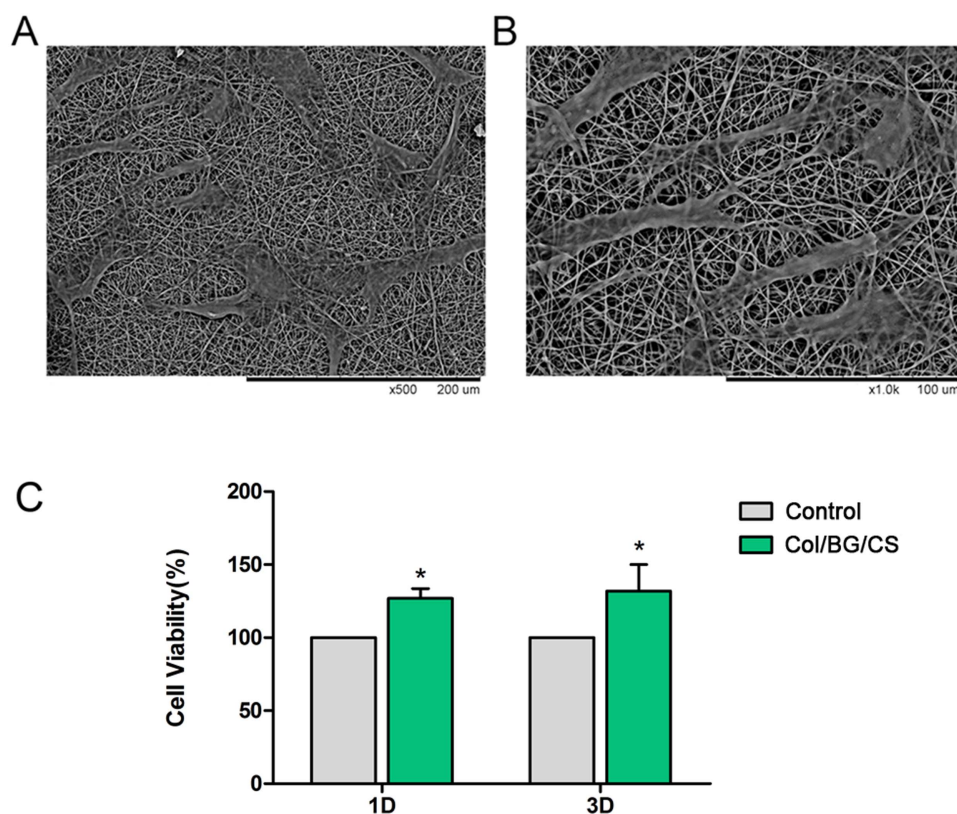 A
B
x500 200 um
x1.0k 100 um
C
Cell Viability(%)
200
150
100
50
0
*
*
1D
3D
Control
Col/BG/CS